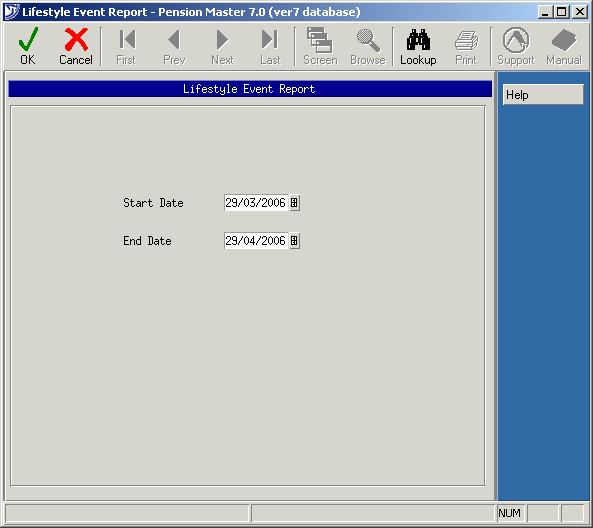 Lifestyle Event Report - Pension Master 7.0 (ver7 database)
OK Cancel First Prev Next Last Screen Browse Lookup Print Support Manual
Lifestyle Event Report
Help
Start Date 29/03/2006
End Date 29/04/2006
NUM